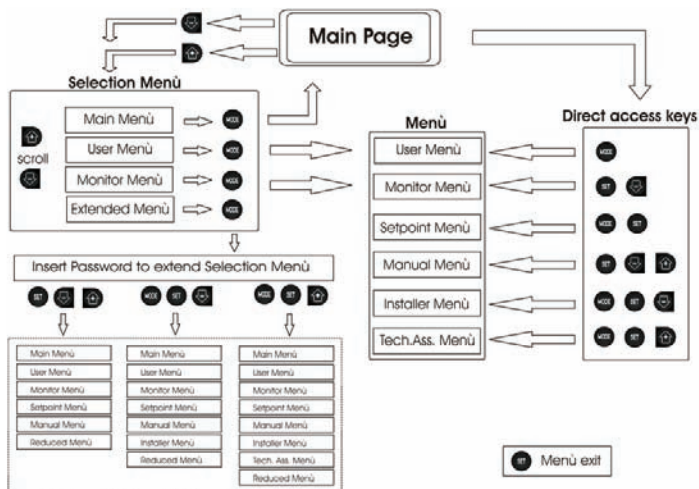 Main Page
Selection Menù
Main Menù
MODE
User Menù
MODE
scroll
Monitor Menù
MODE
Extended Menù
MODE
Menù
User Menù
Monitor Menù
Setpoint Menù
Manual Menù
Installer Menù
Tech.Ass. Menù
Direct access keys
MODE
SET
MODE SET
SET
MODE SET
MODE SET
Insert Password to extend Selection Menù
SET
MODE SET
MODE SET
Main Menù
User Menù
Monitor Menù
Setpoint Menù
Manual Menù
Reduced Menù
Main Menù
User Menù
Monitor Menù
Setpoint Menù
Manual Menù
Installer Menù
Reduced Menù
Main Menù
User Menù
Monitor Menù
Setpoint Menù
Manual Menù
Installer Menù
Tech. Ass. Menù
Reduced Menù
SET Menù exit